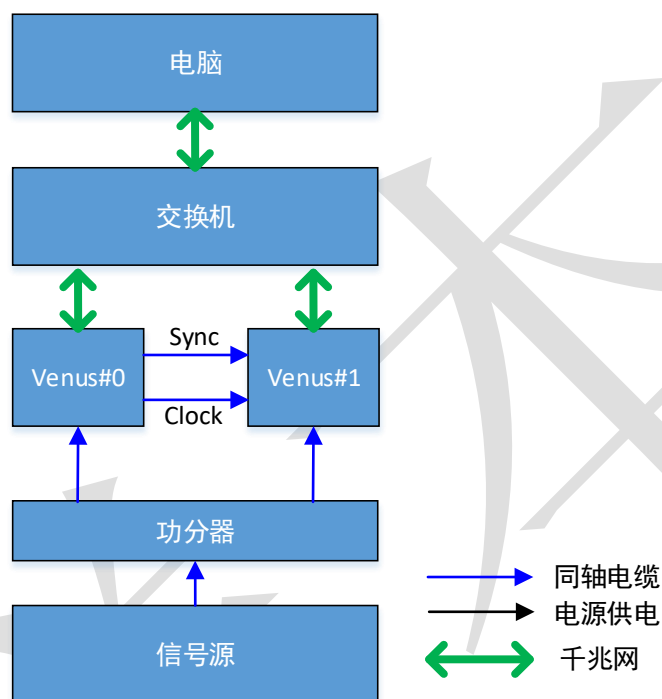 电脑
交换机
Sync
Venus#0
Venus#1
Clock
功分器
同轴电缆
电源供电
信号源
千兆网